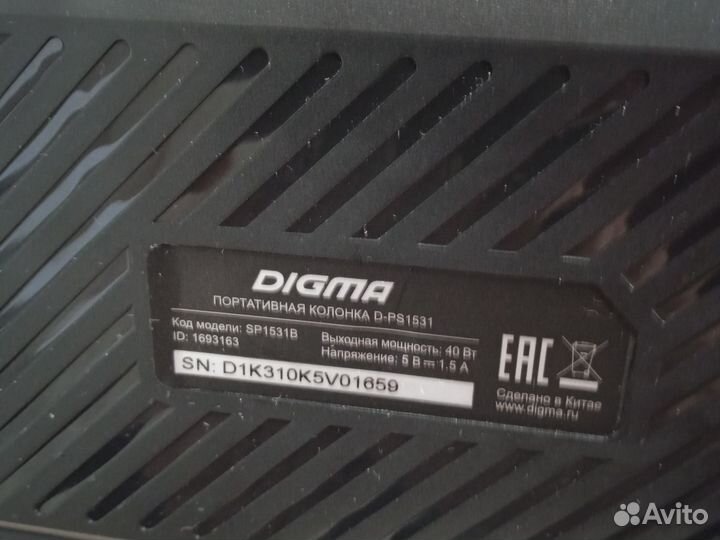 DIGMA
ПОРТАТИВНАЯ КОЛОНКА D-PS1531
Код модели: SP1531B
ID: 1693163
Выходная мощность: 40 Вт
Напряжение: 5 В ⎓ 1,5 А
SN: D1K310K5V01659
EAC
Сделано в Китае
www.digma.ru
Avito